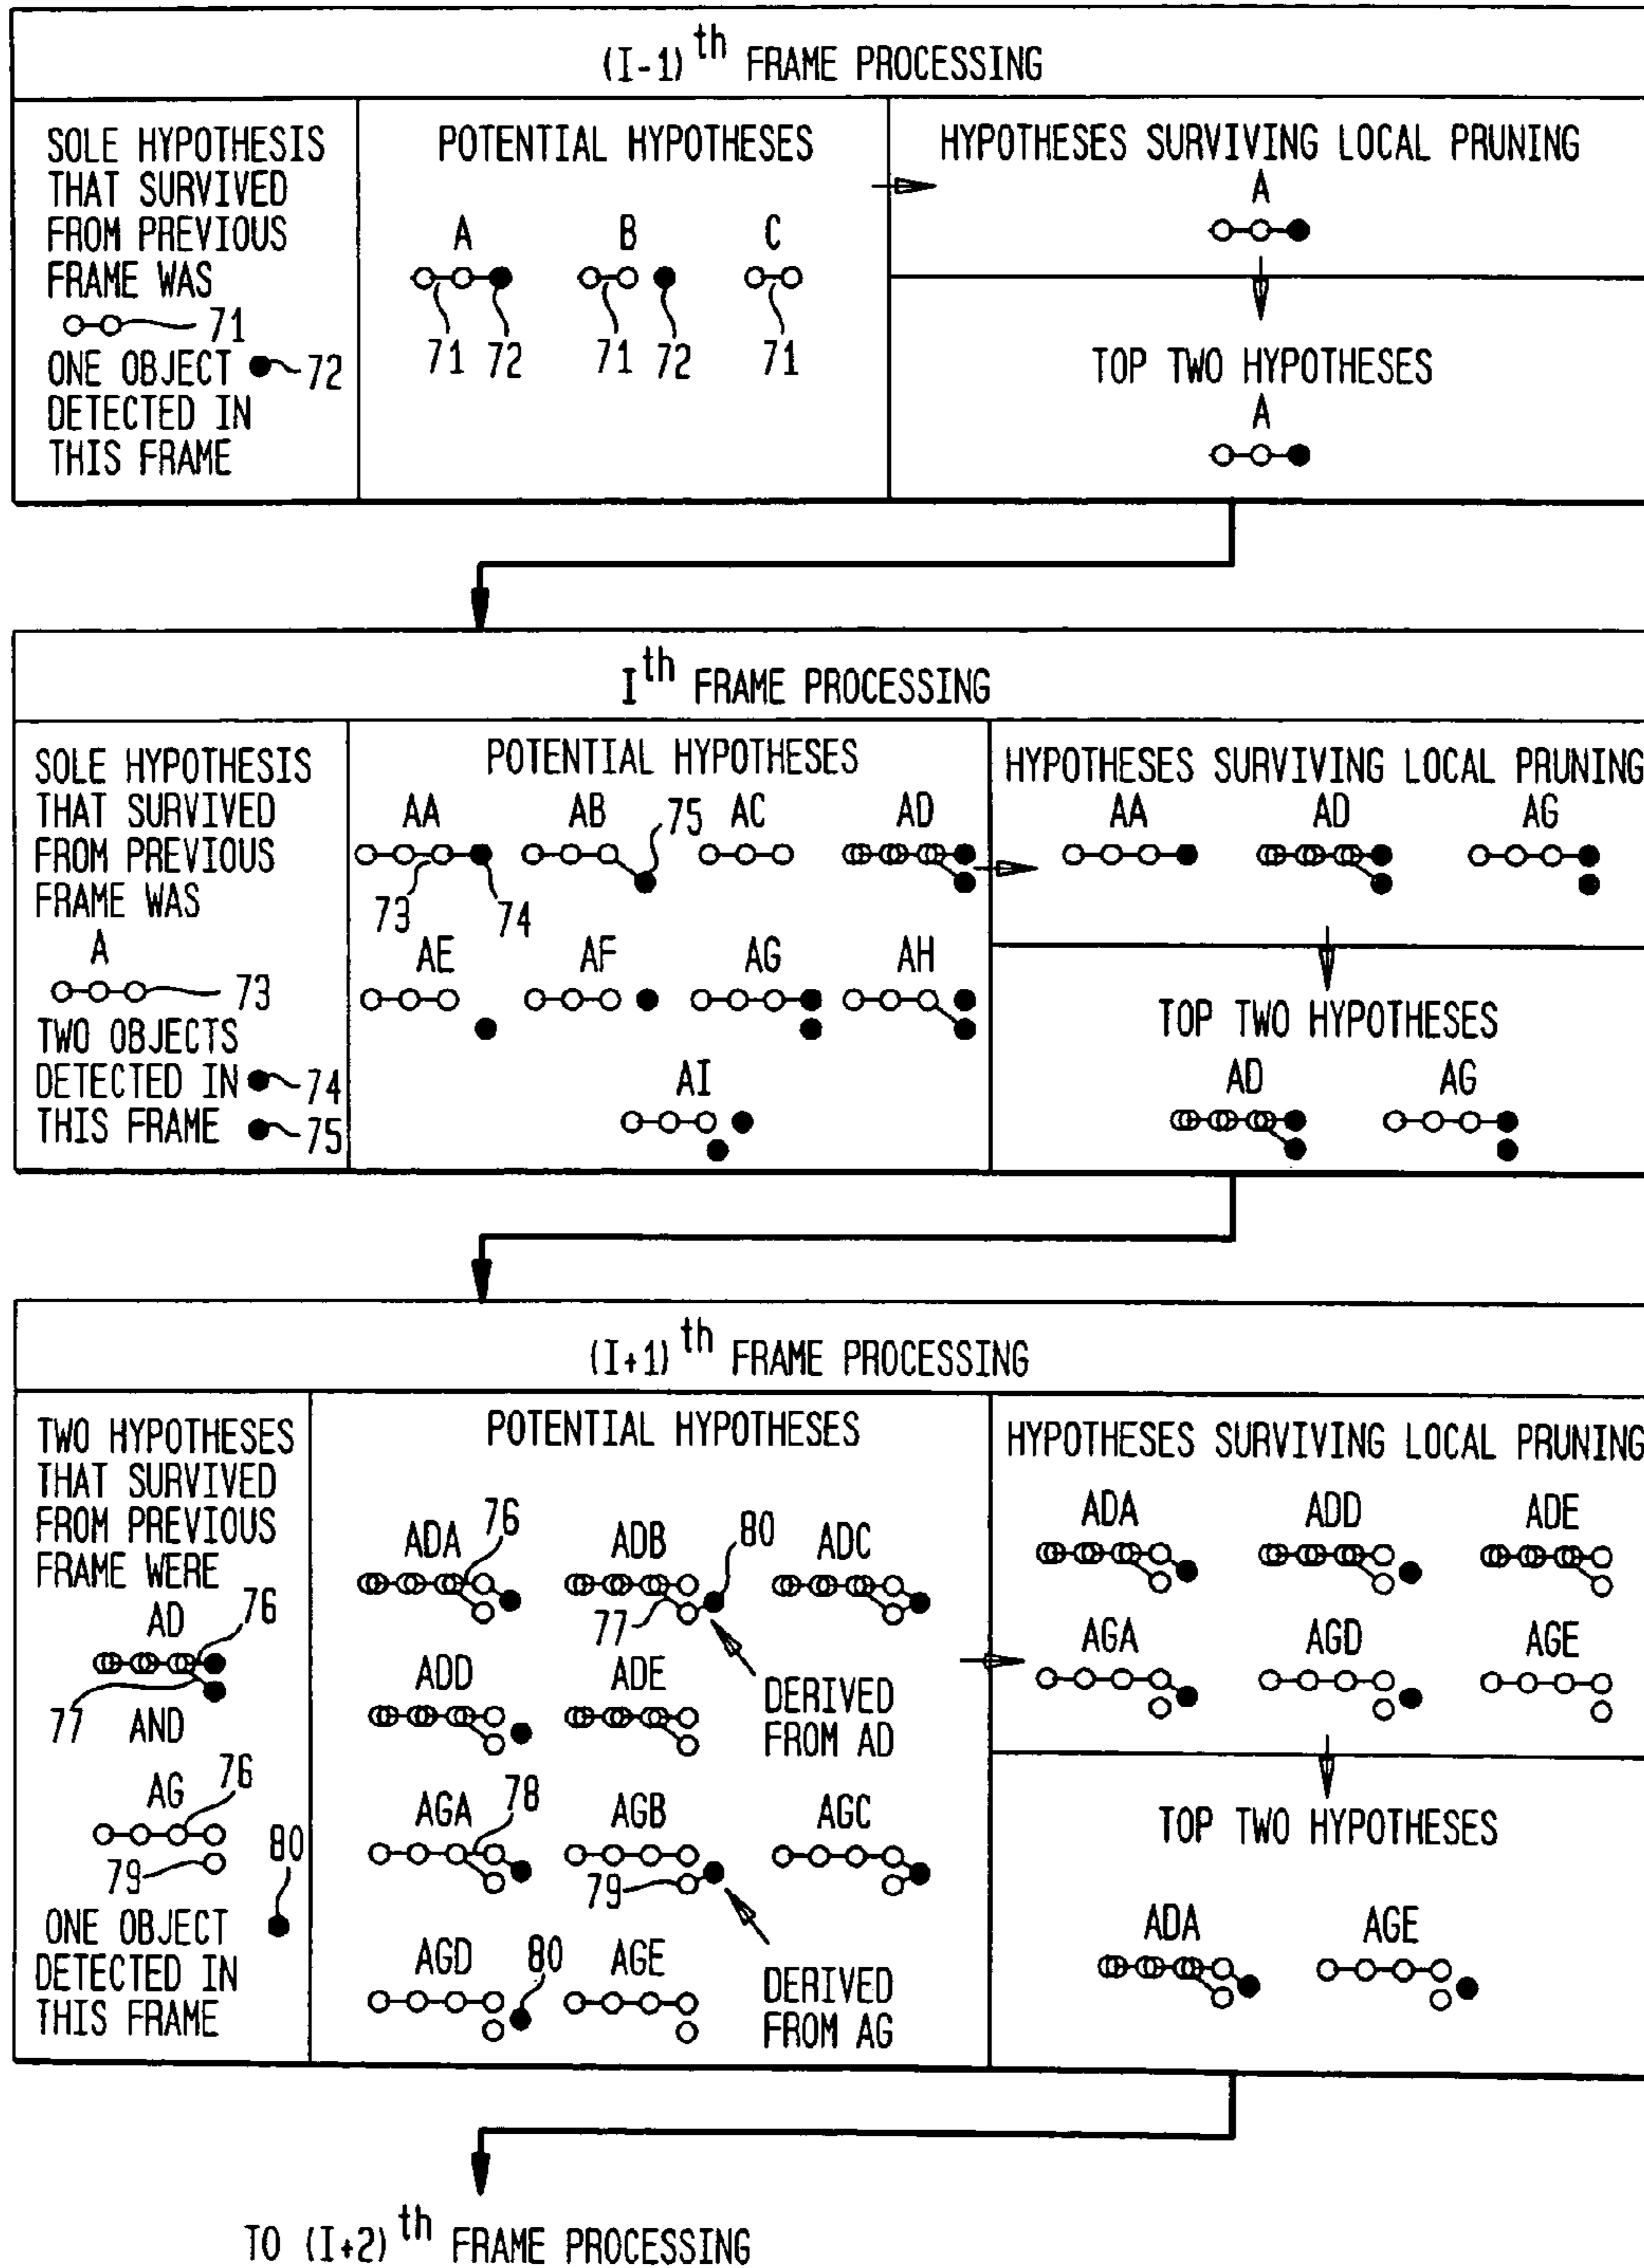 (I-1)th FRAME PROCESSING
SOLE HYPOTHESIS
THAT SURVIVED
FROM PREVIOUS
FRAME WAS
71
ONE OBJECT 72
DETECTED IN
THIS FRAME
POTENTIAL HYPOTHESES
A B C
71 72 71 72 71
HYPOTHESES SURVIVING LOCAL PRUNING
A
TOP TWO HYPOTHESES
A
Ith FRAME PROCESSING
SOLE HYPOTHESIS
THAT SURVIVED
FROM PREVIOUS
FRAME WAS
A
73
TWO OBJECTS
DETECTED IN 74
THIS FRAME 75
POTENTIAL HYPOTHESES
AA AB 75 AC AD
73 74
AE AF AG AH
AI
HYPOTHESES SURVIVING LOCAL PRUNING
AA AD AG
TOP TWO HYPOTHESES
AD AG
(I+1)th FRAME PROCESSING
TWO HYPOTHESES
THAT SURVIVED
FROM PREVIOUS
FRAME WERE
AD 76
77 AND
AG 76
79 80
ONE OBJECT
DETECTED IN
THIS FRAME
POTENTIAL HYPOTHESES
ADA 76 ADB 80 ADC
77
ADD ADE DERIVED
FROM AD
AGA 78 AGB AGC
79
AGD 80 AGE DERIVED
FROM AG
HYPOTHESES SURVIVING LOCAL PRUNING
ADA ADD ADE
AGA AGD AGE
TOP TWO HYPOTHESES
ADA AGE
TO (I+2)th FRAME PROCESSING